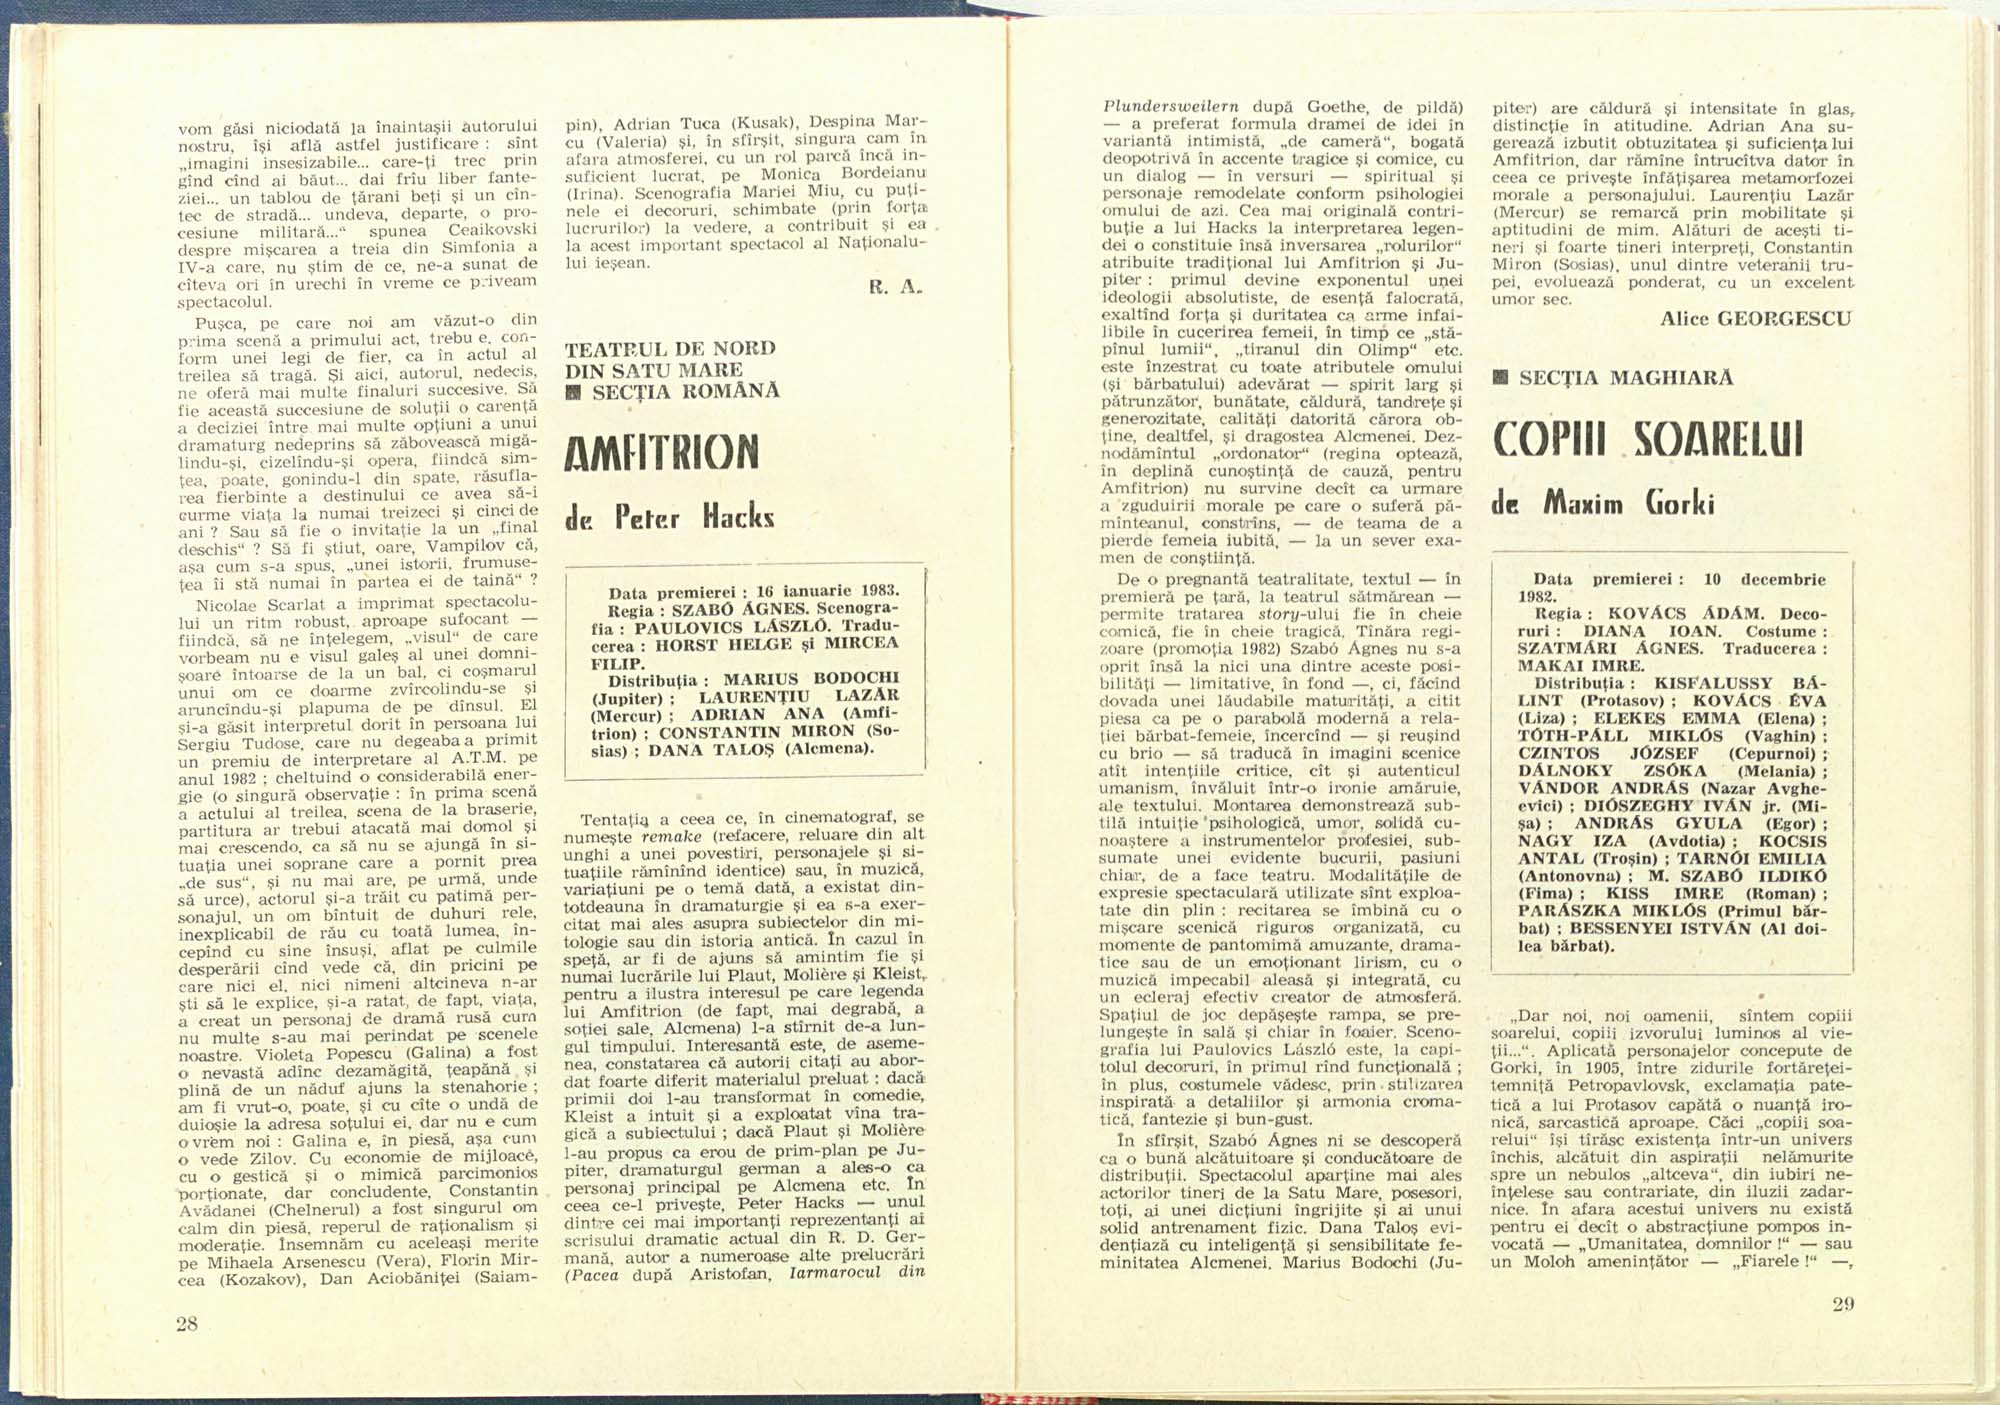 vom găsi niciodată la înaintașii autorului
nostru, își află astfel justificare : sînt
„imagini insesizabile... care-ți trec prin
gînd cînd ai băut... dai frîu liber fante-
ziei... un tablou de țărani beți și un cîn-
tec de stradă... undeva, departe, o pro-
cesiune militară...“ spunea Ceaikovski
despre mișcarea a treia din Simfonia a
IV-a care, nu știm de ce, ne-a sunat de
cîteva ori în urechi în vreme ce priveam
spectacolul.
Pușca, pe care noi am văzut-o din
prima scenă a primului act, trebu e, con-
form unei legi de fier, ca în actul al
treilea să tragă. Și aici, autorul, nedecis,
ne oferă mai multe finaluri succesive. Să
fie această succesiune de soluții o carență
a deciziei între mai multe opțiuni a unui
dramaturg nedeprins să zăbovească migă-
lindu-și, cizelîndu-și opera, fiindcă sim-
țea, poate, gonindu-l din spate, răsufla-
rea fierbinte a destinului ce avea să-i
curme viața la numai treizeci și cinci de
ani ? Sau să fie o invitație la un „final
deschis“ ? Să fi știut, oare, Vampilov că,
așa cum s-a spus, „unei istorii, frumuse-
țea îi stă numai în partea ei de taină“ ?
Nicolae Scarlat a imprimat spectacolu-
lui un ritm robust, aproape sufocant —
fiindcă, să ne înțelegem, „visul“ de care
vorbeam nu e visul galeș al unei domni-
șoare întoarse de la un bal, ci coșmarul
unui om ce doarme zvîrcolindu-se și
aruncîndu-și plapuma de pe dînsul. El
și-a găsit interpretul dorit în persoana lui
Sergiu Tudose, care nu degeaba a primit
un premiu de interpretare al A.T.M. pe
anul 1982 ; cheltuind o considerabilă ener-
gie (o singură observație : în prima scenă
a actului al treilea, scena de la braserie,
partitura ar trebui atacată mai domol și
mai crescendo, ca să nu se ajungă în si-
tuația unei soprane care a pornit prea
„de sus“, și nu mai are, pe urmă, unde
să urce), actorul și-a trăit cu patimă per-
sonajul, un om bîntuit de duhuri rele,
inexplicabil de rău cu toată lumea, în-
cepînd cu sine însuși, aflat pe culmile
desperării cînd vede că, din pricini pe
care nici el, nici nimeni altcineva n-ar
ști să le explice, și-a ratat, de fapt, viața,
a creat un personaj de dramă rusă cum
nu multe s-au mai perindat pe scenele
noastre. Violeta Popescu (Galina) a fost
o nevastă adînc dezamăgită, țeapănă și
plină de un năduf ajuns la stenahorie ;
am fi vrut-o, poate, și cu cîte o undă de
duioșie la adresa soțului ei, dar nu e cum
o vrem noi : Galina e, în piesă, așa cum
o vede Zilov. Cu economie de mijloace,
cu o gestică și o mimică parcimonios
porționate, dar concludente, Constantin
Avădanei (Chelnerul) a fost singurul om
calm din piesă, reperul de raționalism și
moderație. Însemnăm cu aceleași merite
pe Mihaela Arsenescu (Vera), Florin Mir-
cea (Kozakov), Dan Aciobăniței (Saiam-
28
pin), Adrian Tuca (Kusak), Despina Mar-
cu (Valeria) și, în sfîrșit, singura cam în
afara atmosferei, cu un rol parcă încă in-
suficient lucrat, pe Monica Bordeianu
(Irina). Scenografia Mariei Miu, cu puți-
nele ei decoruri, schimbate (prin forța
lucrurilor) la vedere, a contribuit și ea
la acest important spectacol al Naționalu-
lui ieșean.
R. A.
TEATRUL DE NORD
DIN SATU MARE
■ SECȚIA ROMÂNĂ
AMFITRION
de Peter Hacks
Data premierei : 16 ianuarie 1983.
Regia : SZABÓ ÁGNES. Scenogra-
fia : PAULOVICS LÁSZLÓ. Tradu-
cerea : HORST HELGE și MIRCEA
FILIP.
Distribuția : MARIUS BODOCHI
(Jupiter) ; LAURENȚIU LAZĂR
(Mercur) ; ADRIAN ANA (Amfi-
trion) ; CONSTANTIN MIRON (So-
sias) ; DANA TALOȘ (Alcmena).
Tentația a ceea ce, în cinematograf, se
numește remake (refacere, reluare din alt
unghi a unei povestiri, personajele și si-
tuațiile rămînînd identice) sau, în muzică,
variațiuni pe o temă dată, a existat din-
totdeauna în dramaturgie și ea s-a exer-
citat mai ales asupra subiectelor din mi-
tologie sau din istoria antică. În cazul în
speță, ar fi de ajuns să amintim fie și
numai lucrările lui Plaut, Molière și Kleist,
pentru a ilustra interesul pe care legenda
lui Amfitrion (de fapt, mai degrabă, a
soției sale, Alcmena) l-a stîrnit de-a lun-
gul timpului. Interesantă este, de aseme-
nea, constatarea că autorii citați au abor-
dat foarte diferit materialul preluat : dacă
primii doi l-au transformat în comedie,
Kleist a intuit și a exploatat vîna tra-
gică a subiectului ; dacă Plaut și Molière
l-au propus ca erou de prim-plan pe Ju-
piter, dramaturgul german a ales-o ca
personaj principal pe Alcmena etc. În
ceea ce-l privește, Peter Hacks — unul
dintre cei mai importanți reprezentanți ai
scrisului dramatic actual din R. D. Ger-
mană, autor a numeroase alte prelucrări
(Pacea după Aristofan, Iarmarocul din
Plundersweilern după Goethe, de pildă)
— a preferat formula dramei de idei în
variantă intimistă, „de cameră“, bogată
deopotrivă în accente tragice și comice, cu
un dialog — în versuri — spiritual și
personaje remodelate conform psihologiei
omului de azi. Cea mai originală contri-
buție a lui Hacks la interpretarea legen-
dei o constituie însă inversarea „rolurilor“
atribuite tradițional lui Amfitrion și Ju-
piter : primul devine exponentul unei
ideologii absolutiste, de esență falocrată,
exaltînd forța și duritatea ca arme infai-
libile în cucerirea femeii, în timp ce „stă-
pînul lumii“, „tiranul din Olimp“ etc.
este înzestrat cu toate atributele omului
(și bărbatului) adevărat — spirit larg și
pătrunzător, bunătate, căldură, tandrețe și
generozitate, calități datorită cărora ob-
ține, dealtfel, și dragostea Alcmenei. Dez-
nodămîntul „ordonator“ (regina optează,
în deplină cunoștință de cauză, pentru
Amfitrion) nu survine decît ca urmare
a zguduirii morale pe care o suferă pă-
mînteanul, constrîns, — de teama de a
pierde femeia iubită, — la un sever exa-
men de conștiință.
De o pregnantă teatralitate, textul — în
premieră pe țară, la teatrul sătmărean —
permite tratarea story-ului fie în cheie
comică, fie în cheie tragică. Tînăra regi-
zoare (promoția 1982) Szabó Ágnes nu s-a
oprit însă la nici una dintre aceste posi-
bilități — limitative, în fond —, ci, făcînd
dovada unei lăudabile maturități, a citit
piesa ca pe o parabolă modernă a rela-
ției bărbat-femeie, încercînd — și reușind
cu brio — să traducă în imagini scenice
atît intențiile critice, cît și autenticul
umanism, învăluit într-o ironie amăruie,
ale textului. Montarea demonstrează sub-
tilă intuiție psihologică, umor, solidă cu-
noaștere a instrumentelor profesiei, sub-
sumate unei evidente bucurii, pasiuni
chiar, de a face teatru. Modalitățile de
expresie spectaculară utilizate sînt exploa-
tate din plin : recitarea se îmbină cu o
mișcare scenică riguros organizată, cu
momente de pantomimă amuzante, drama-
tice sau de un emoționant lirism, cu o
muzică impecabil aleasă și integrată, cu
un ecleraj efectiv creator de atmosferă.
Spațiul de joc depășește rampa, se pre-
lungește în sală și chiar în foaier. Sceno-
grafia lui Paulovics László este, la capi-
tolul decoruri, în primul rînd funcțională ;
în plus, costumele vădesc, prin stilizarea
inspirată a detaliilor și armonia croma-
tică, fantezie și bun-gust.
În sfîrșit, Szabó Ágnes ni se descoperă
ca o bună alcătuitoare și conducătoare de
distribuții. Spectacolul aparține mai ales
actorilor tineri de la Satu Mare, posesori,
toți, ai unei dicțiuni îngrijite și ai unui
solid antrenament fizic. Dana Taloș evi-
dențiază cu inteligență și sensibilitate fe-
minitatea Alcmenei. Marius Bodochi (Ju-
piter) are căldură și intensitate în glas,
distincție în atitudine. Adrian Ana su-
gerează izbutit obtuzitatea și suficiența lui
Amfitrion, dar rămîne întrucîtva dator în
ceea ce privește înfățișarea metamorfozei
morale a personajului. Laurențiu Lazăr
(Mercur) se remarcă prin mobilitate și
aptitudini de mim. Alături de acești ti-
neri și foarte tineri interpreți, Constantin
Miron (Sosias), unul dintre veteranii tru-
pei, evoluează ponderat, cu un excelent
umor sec.
Alice GEORGESCU
■ SECȚIA MAGHIARĂ
COPIII SOARELUI
de Maxim Gorki
Data premierei : 10 decembrie
1982.
Regia : KOVÁCS ÁDÁM. Deco-
ruri : DIANA IOAN. Costume :
SZATMÁRI ÁGNES. Traducerea :
MAKAI IMRE.
Distribuția : KISFALUSSY BÁ-
LINT (Protasov) ; KOVÁCS ÉVA
(Liza) ; ELEKES EMMA (Elena) ;
TÓTH-PÁLL MIKLÓS (Vaghin) ;
CZINTOS JÓZSEF (Cepurnoi) ;
DÁLNOKY ZSÓKA (Melania) ;
VÁNDOR ANDRÁS (Nazar Avghe-
evici) ; DIÓSZEGHY IVÁN jr. (Mi-
șa) ; ANDRÁS GYULA (Egor) ;
NAGY IZA (Avdotia) ; KOCSIS
ANTAL (Troșin) ; TARNÓI EMILIA
(Antonovna) ; M. SZABÓ ILDIKÓ
(Fima) ; KISS IMRE (Roman) ;
PARÁSZKA MIKLÓS (Primul băr-
bat) ; BESSENYEI ISTVÁN (Al doi-
lea bărbat).
„Dar noi, noi oamenii, sîntem copiii
soarelui, copiii izvorului luminos al vie-
ții...“. Aplicată personajelor concepute de
Gorki, în 1905, între zidurile fortăreței-
temniță Petropavlovsk, exclamația pate-
tică a lui Protasov capătă o nuanță iro-
nică, sarcastică aproape. Căci „copiii soa-
relui“ își tîrăsc existența într-un univers
închis, alcătuit din aspirații nelămurite
spre un nebulos „altceva“, din iubiri ne-
înțelese sau contrariate, din iluzii zadar-
nice. În afara acestui univers nu există
pentru ei decît o abstracțiune pompos in-
vocată — „Umanitatea, domnilor !“ — sau
un Moloh amenințător — „Fiarele !“ —,
29